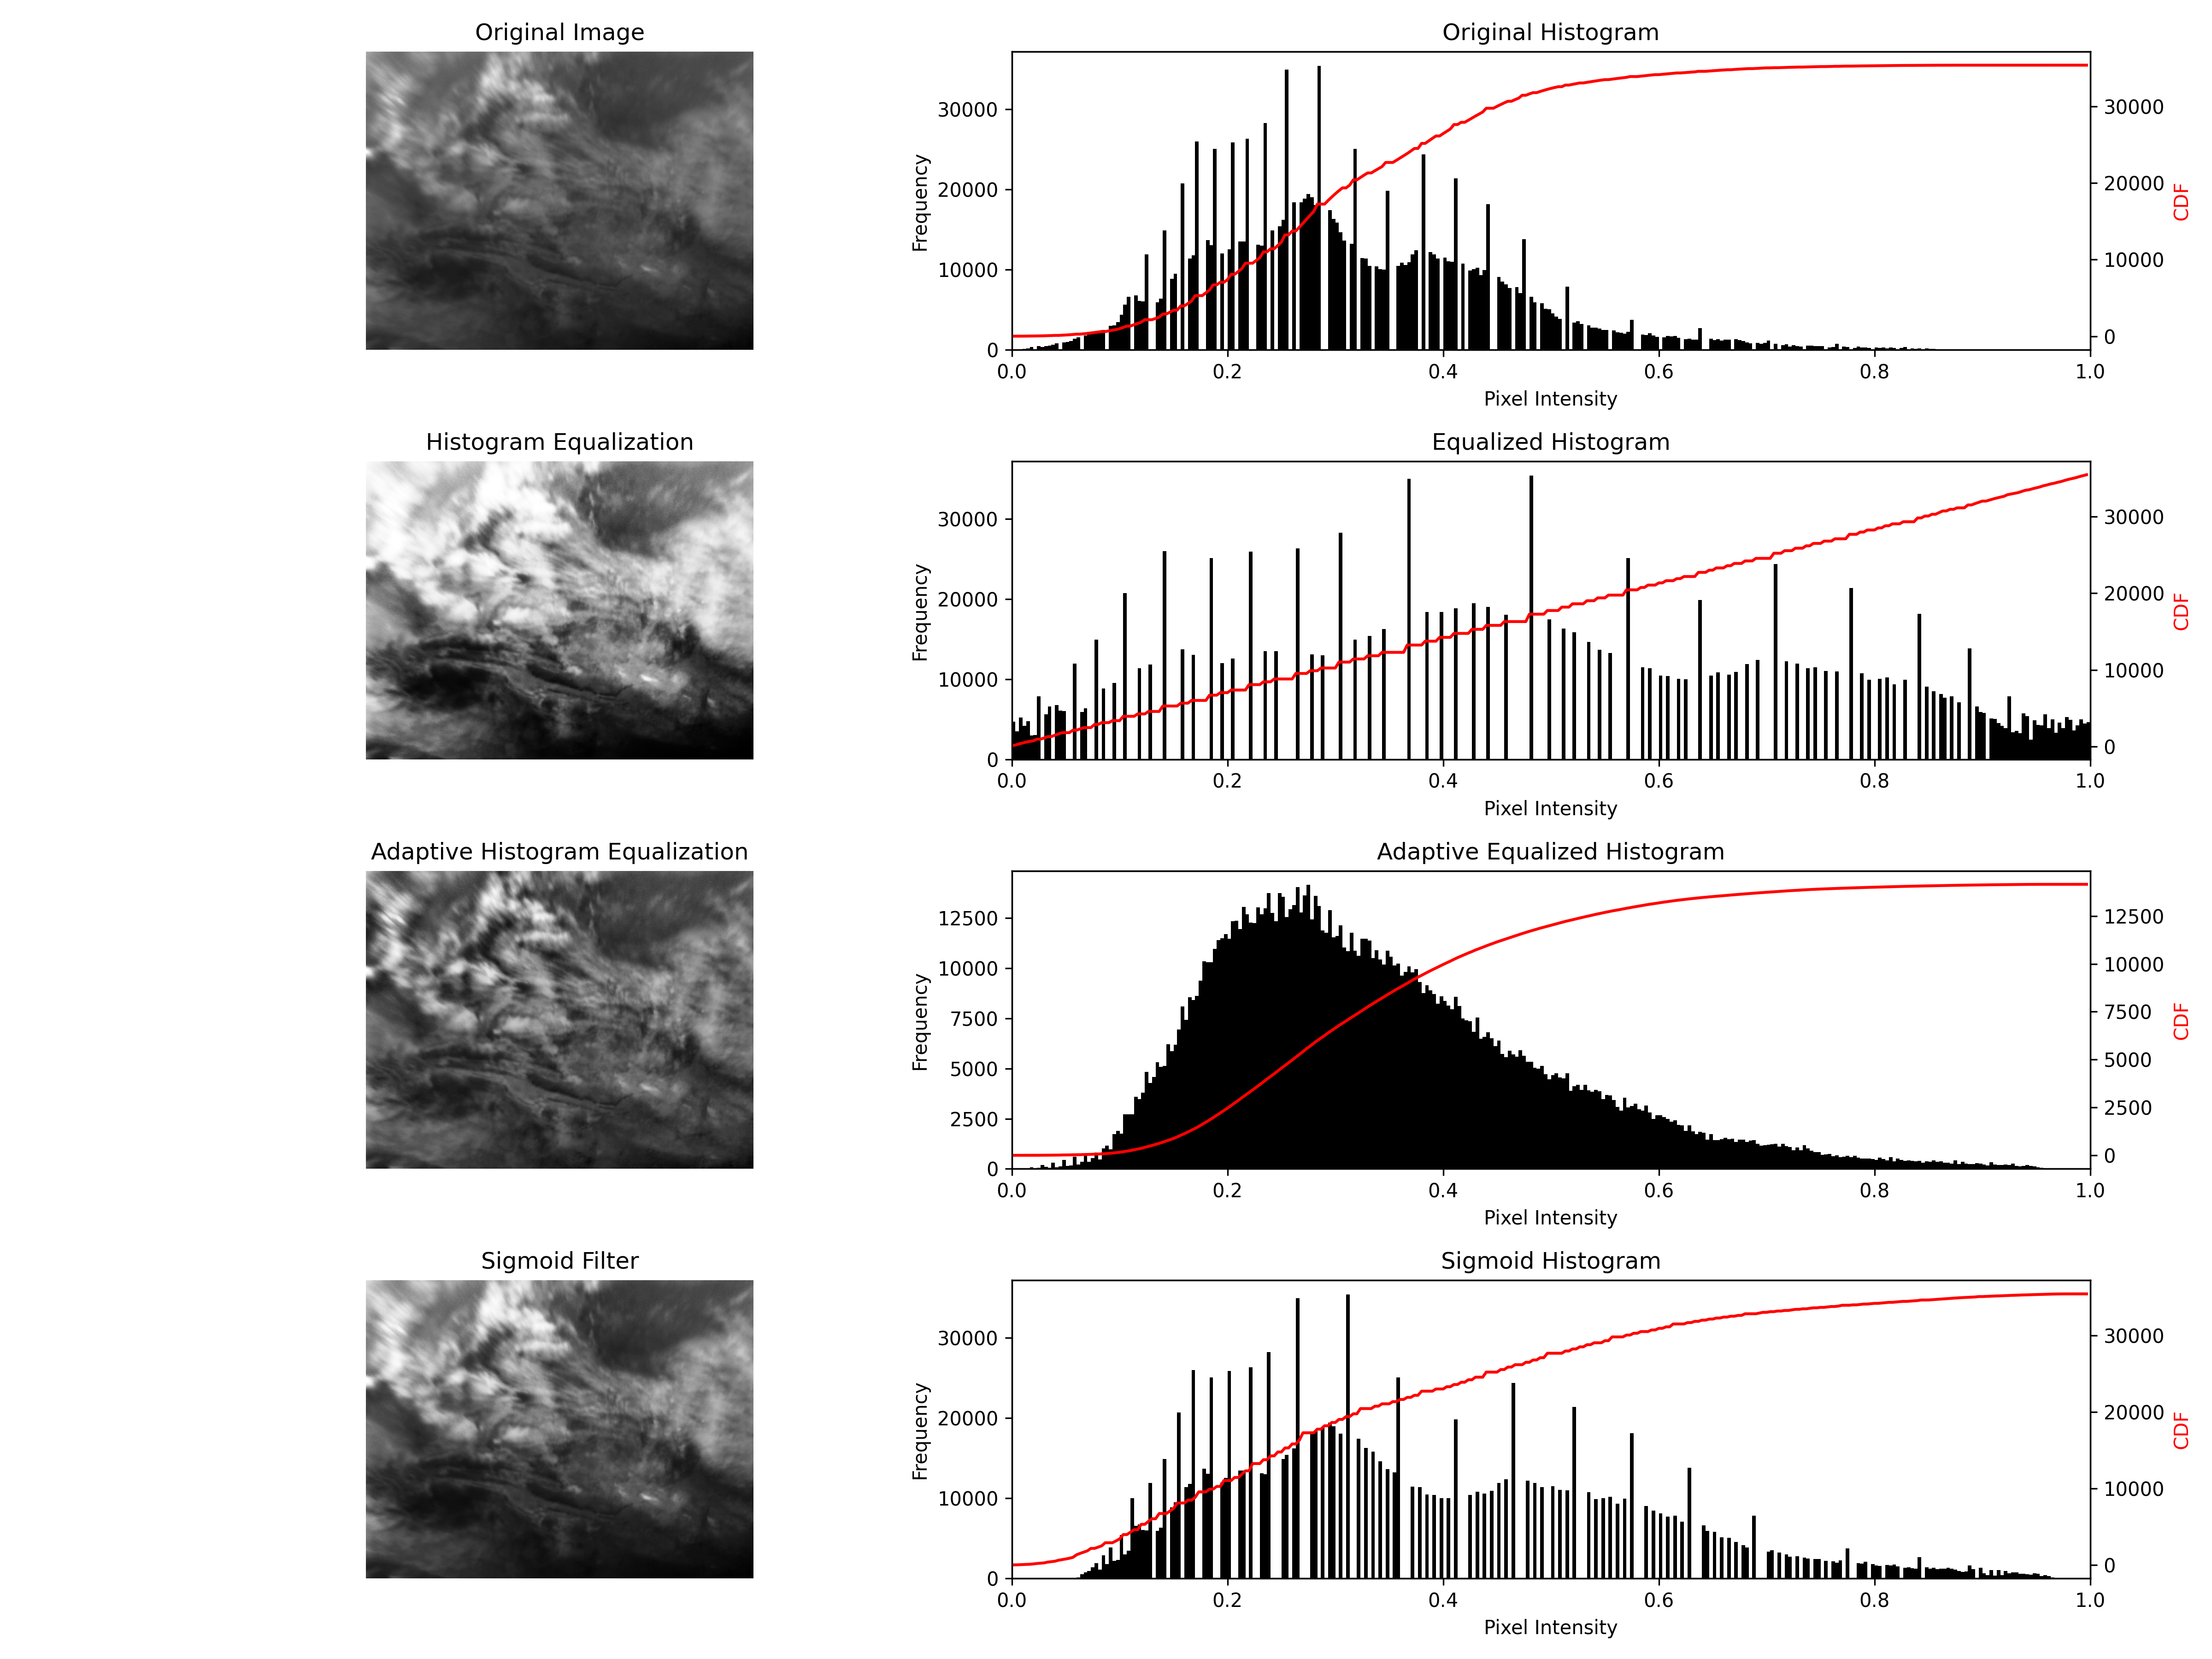 Original Image
Original Histogram
30000
20000
10000
0
Frequency
30000
20000
10000
0
CDF
0.0 0.2 0.4 0.6 0.8 1.0
Pixel Intensity
Histogram Equalization
Equalized Histogram
30000
20000
10000
0
Frequency
30000
20000
10000
0
CDF
0.0 0.2 0.4 0.6 0.8 1.0
Pixel Intensity
Adaptive Histogram Equalization
Adaptive Equalized Histogram
12500
10000
7500
5000
2500
0
Frequency
12500
10000
7500
5000
2500
0
CDF
0.0 0.2 0.4 0.6 0.8 1.0
Pixel Intensity
Sigmoid Filter
Sigmoid Histogram
30000
20000
10000
0
Frequency
30000
20000
10000
0
CDF
0.0 0.2 0.4 0.6 0.8 1.0
Pixel Intensity